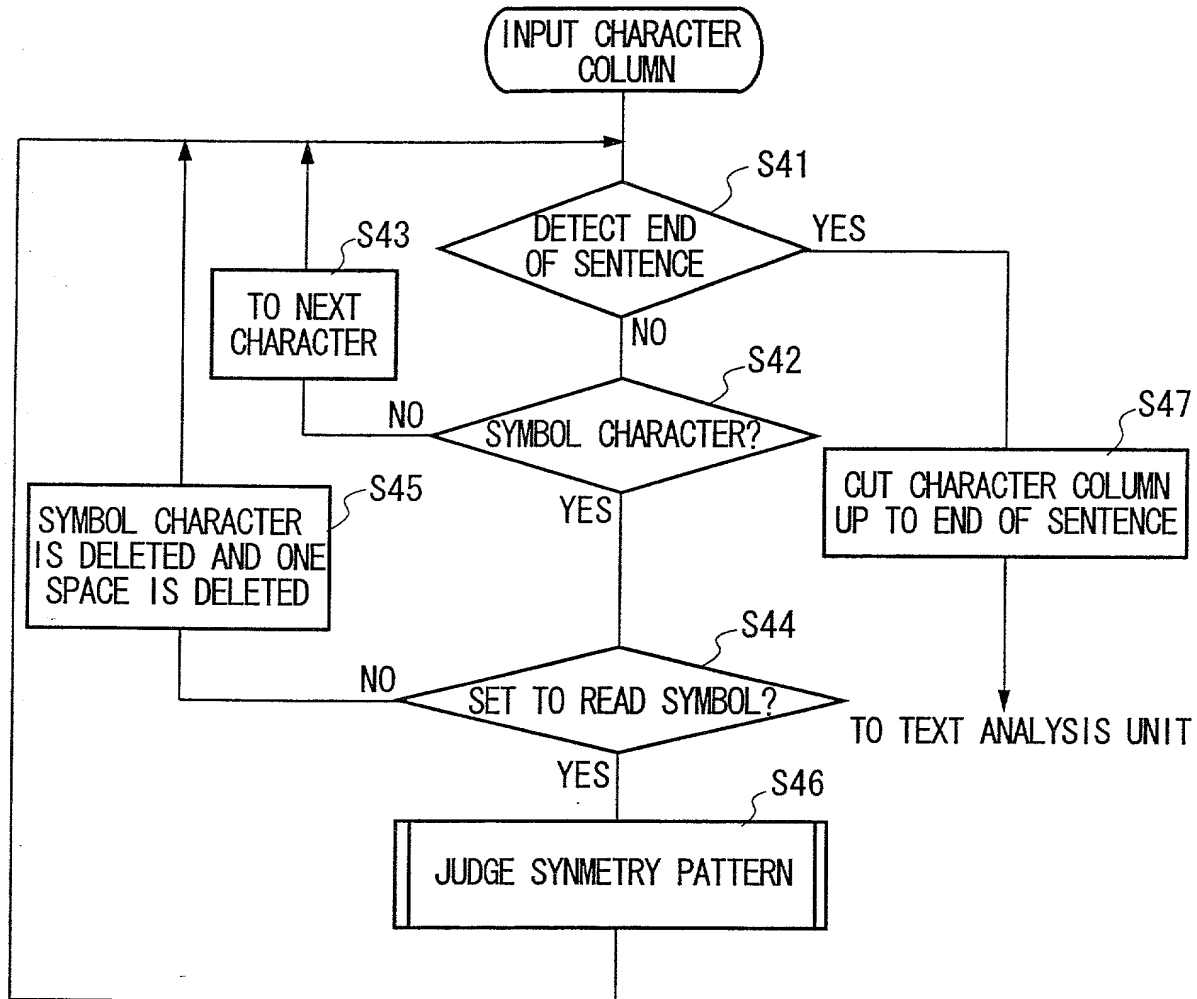 INPUT CHARACTER
COLUMN
S41
DETECT END
OF SENTENCE
YES
NO
S43
TO NEXT
CHARACTER
S42
SYMBOL CHARACTER?
NO
YES
S47
CUT CHARACTER COLUMN
UP TO END OF SENTENCE
S45
SYMBOL CHARACTER
IS DELETED AND ONE
SPACE IS DELETED
S44
SET TO READ SYMBOL?
NO
YES
TO TEXT ANALYSIS UNIT
S46
JUDGE SYNMETRY PATTERN